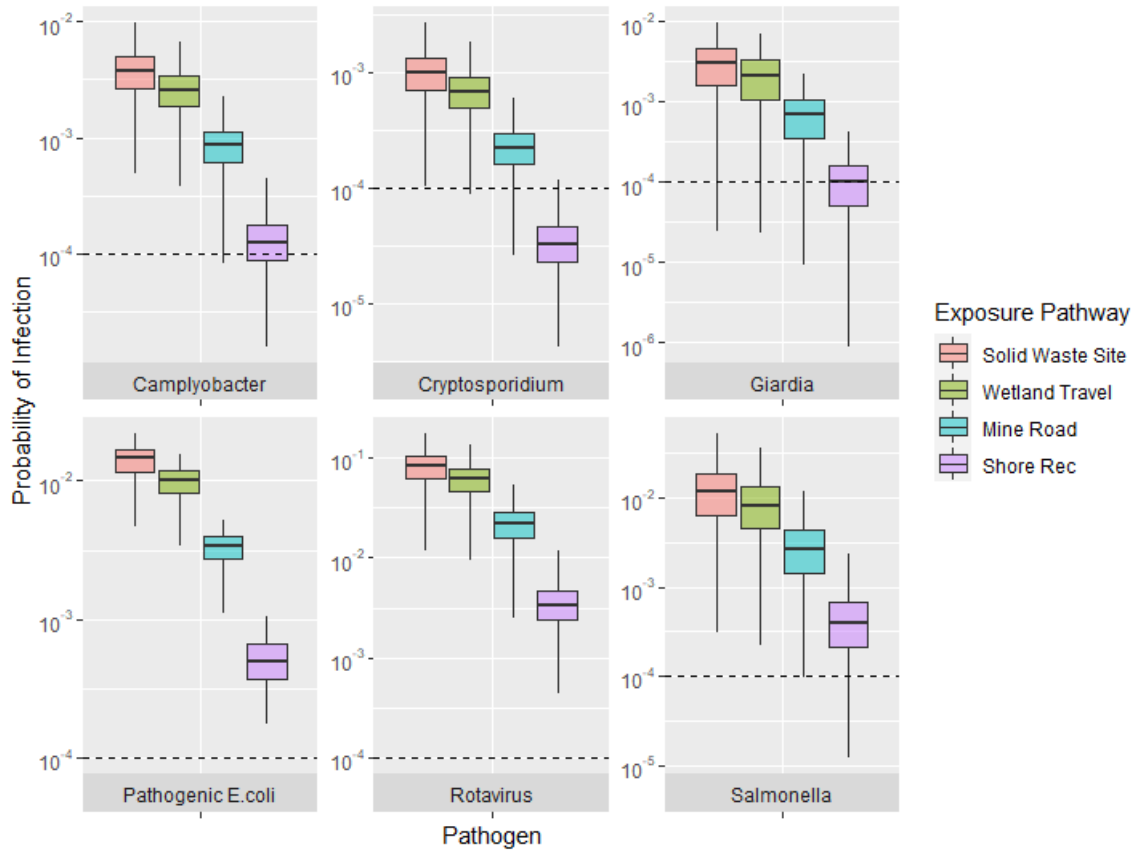 Probability of Infection
10-2
10-3
10-4
Camplyobacter
10-3
10-4
10-5
Cryptosporidium
10-2
10-3
10-4
10-5
10-6
Giardia
10-2
10-3
10-4
Pathogenic E.coli
10-1
10-2
10-3
10-4
Rotavirus
10-2
10-3
10-4
10-5
Salmonella
Pathogen
Exposure Pathway
Solid Waste Site
Wetland Travel
Mine Road
Shore Rec